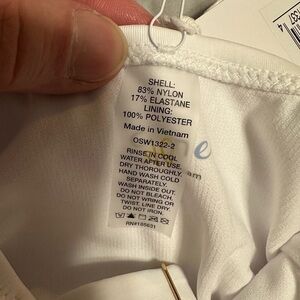 SHELL:
83% NYLON
17% ELASTANE
LINING:
100% POLYESTER
Made in Vietnam
OSW1322-2
RINSE IN COOL
WATER AFTER USE.
DRY THOROUGHLY.
HAND WASH COLD
SEPARATELY.
WASH INSIDE OUT.
DO NOT BLEACH.
DO NOT WRING OR
TWIST. LINE DRY.
DO NOT IRON.
RN#185631